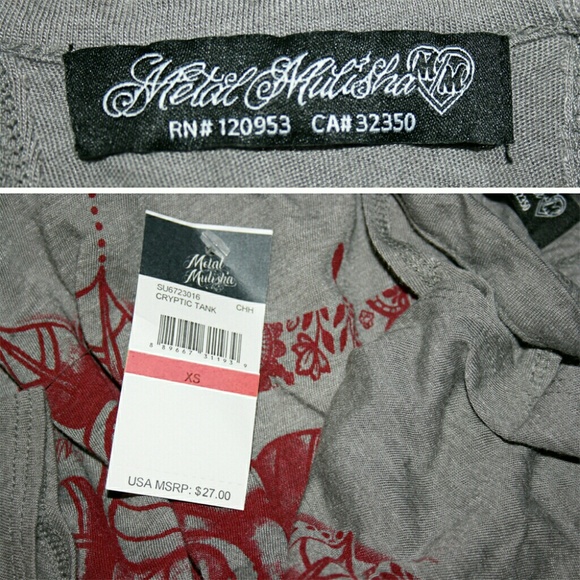 Metal Mulisha MM
RN# 120953 CA# 32350
Metal
Mulisha
SU6723016
CRYPTIC TANK CHH
XS
USA MSRP: $27.00